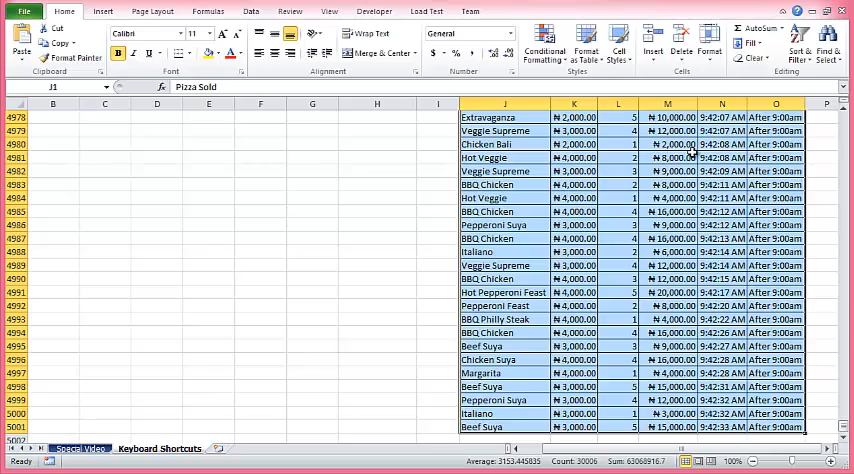 File Home Insert Page Layout Formulas Data Review View Developer Load Test Team
Paste Cut Copy Format Painter Clipboard
Calibri 11 B I U A Font
Wrap Text Merge & Center Alignment
General $ % , Number
Conditional Formatting Format as Table Cell Styles Styles
Insert Delete Format Cells
AutoSum Fill Clear Sort & Filter Find & Select Editing
J1 fx Pizza Sold
B C D E F G H I J K L M N O P
4978 Extravaganza ₦ 2,000.00 5 ₦ 10,000.00 9:42:07 AM After 9:00am
4979 Veggie Supreme ₦ 3,000.00 4 ₦ 12,000.00 9:42:07 AM After 9:00am
4980 Chicken Bali ₦ 2,000.00 1 ₦ 2,000.00 9:42:08 AM After 9:00am
4981 Hot Veggie ₦ 4,000.00 2 ₦ 8,000.00 9:42:08 AM After 9:00am
4982 Veggie Supreme ₦ 3,000.00 3 ₦ 9,000.00 9:42:09 AM After 9:00am
4983 BBQ Chicken ₦ 4,000.00 2 ₦ 8,000.00 9:42:11 AM After 9:00am
4984 Hot Veggie ₦ 4,000.00 1 ₦ 4,000.00 9:42:11 AM After 9:00am
4985 BBQ Chicken ₦ 4,000.00 4 ₦ 16,000.00 9:42:12 AM After 9:00am
4986 Pepperoni Suya ₦ 3,000.00 3 ₦ 9,000.00 9:42:12 AM After 9:00am
4987 BBQ Chicken ₦ 4,000.00 4 ₦ 16,000.00 9:42:13 AM After 9:00am
4988 Italiano ₦ 3,000.00 2 ₦ 6,000.00 9:42:14 AM After 9:00am
4989 Veggie Supreme ₦ 3,000.00 4 ₦ 12,000.00 9:42:14 AM After 9:00am
4990 BBQ Chicken ₦ 4,000.00 3 ₦ 12,000.00 9:42:15 AM After 9:00am
4991 Hot Pepperoni Feast ₦ 4,000.00 5 ₦ 20,000.00 9:42:17 AM After 9:00am
4992 Pepperoni Feast ₦ 4,000.00 2 ₦ 8,000.00 9:42:20 AM After 9:00am
4993 BBQ Philly Steak ₦ 4,000.00 1 ₦ 4,000.00 9:42:22 AM After 9:00am
4994 BBQ Chicken ₦ 4,000.00 4 ₦ 16,000.00 9:42:26 AM After 9:00am
4995 Beef Suya ₦ 3,000.00 3 ₦ 9,000.00 9:42:27 AM After 9:00am
4996 Chicken Suya ₦ 4,000.00 4 ₦ 16,000.00 9:42:28 AM After 9:00am
4997 Margarita ₦ 4,000.00 1 ₦ 4,000.00 9:42:28 AM After 9:00am
4998 Beef Suya ₦ 3,000.00 5 ₦ 15,000.00 9:42:31 AM After 9:00am
4999 Pepperoni Suya ₦ 3,000.00 4 ₦ 12,000.00 9:42:32 AM After 9:00am
5000 Italiano ₦ 3,000.00 1 ₦ 3,000.00 9:42:32 AM After 9:00am
5001 Beef Suya ₦ 3,000.00 5 ₦ 15,000.00 9:42:33 AM After 9:00am
5002
Special Video Keyboard Shortcuts
Ready Average: 3153.445835 Count: 30006 Sum: 63068916.7 100%